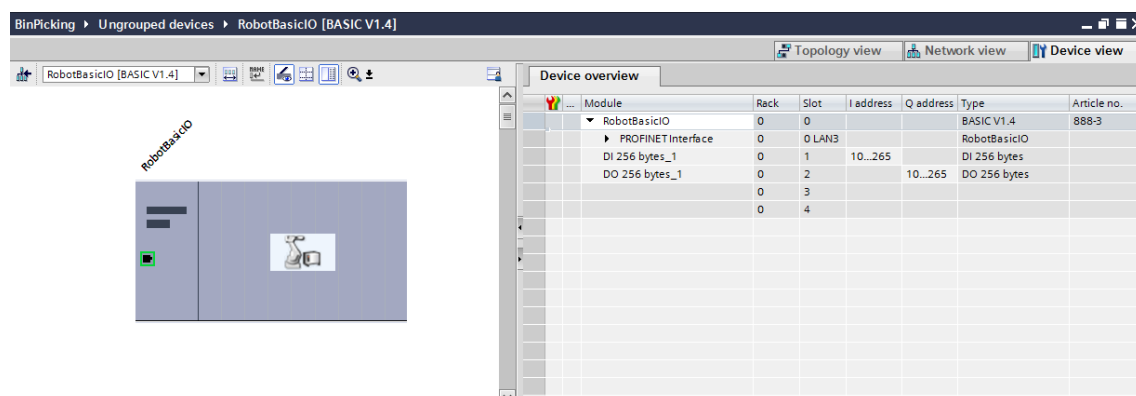 BinPicking ▸ Ungrouped devices ▸ RobotBasicIO [BASIC V1.4]
Topology view Network view Device view
RobotBasicIO [BASIC V1.4]
Device overview
... Module Rack Slot I address Q address Type Article no.
RobotBasicIO 0 0 BASIC V1.4 888-3
PROFINET Interface 0 0 LAN3 RobotBasicIO
DI 256 bytes_1 0 1 10...265 DI 256 bytes
DO 256 bytes_1 0 2 10...265 DO 256 bytes
0 3
0 4
RobotBasicIO